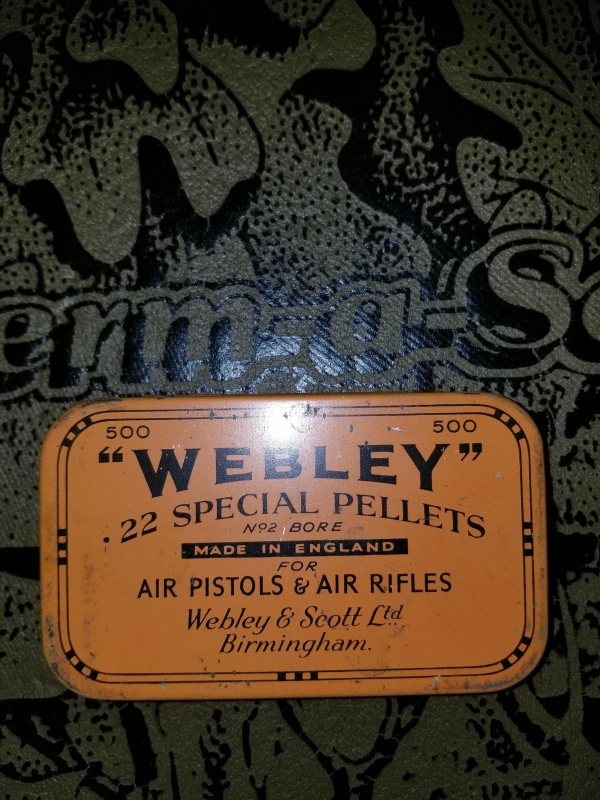 erm-a-S
500 500
“WEBLEY”
.22 SPECIAL PELLETS
Nº2 BORE
MADE IN ENGLAND
FOR
AIR PISTOLS & AIR RIFLES
Webley & Scott Ltd
Birmingham.